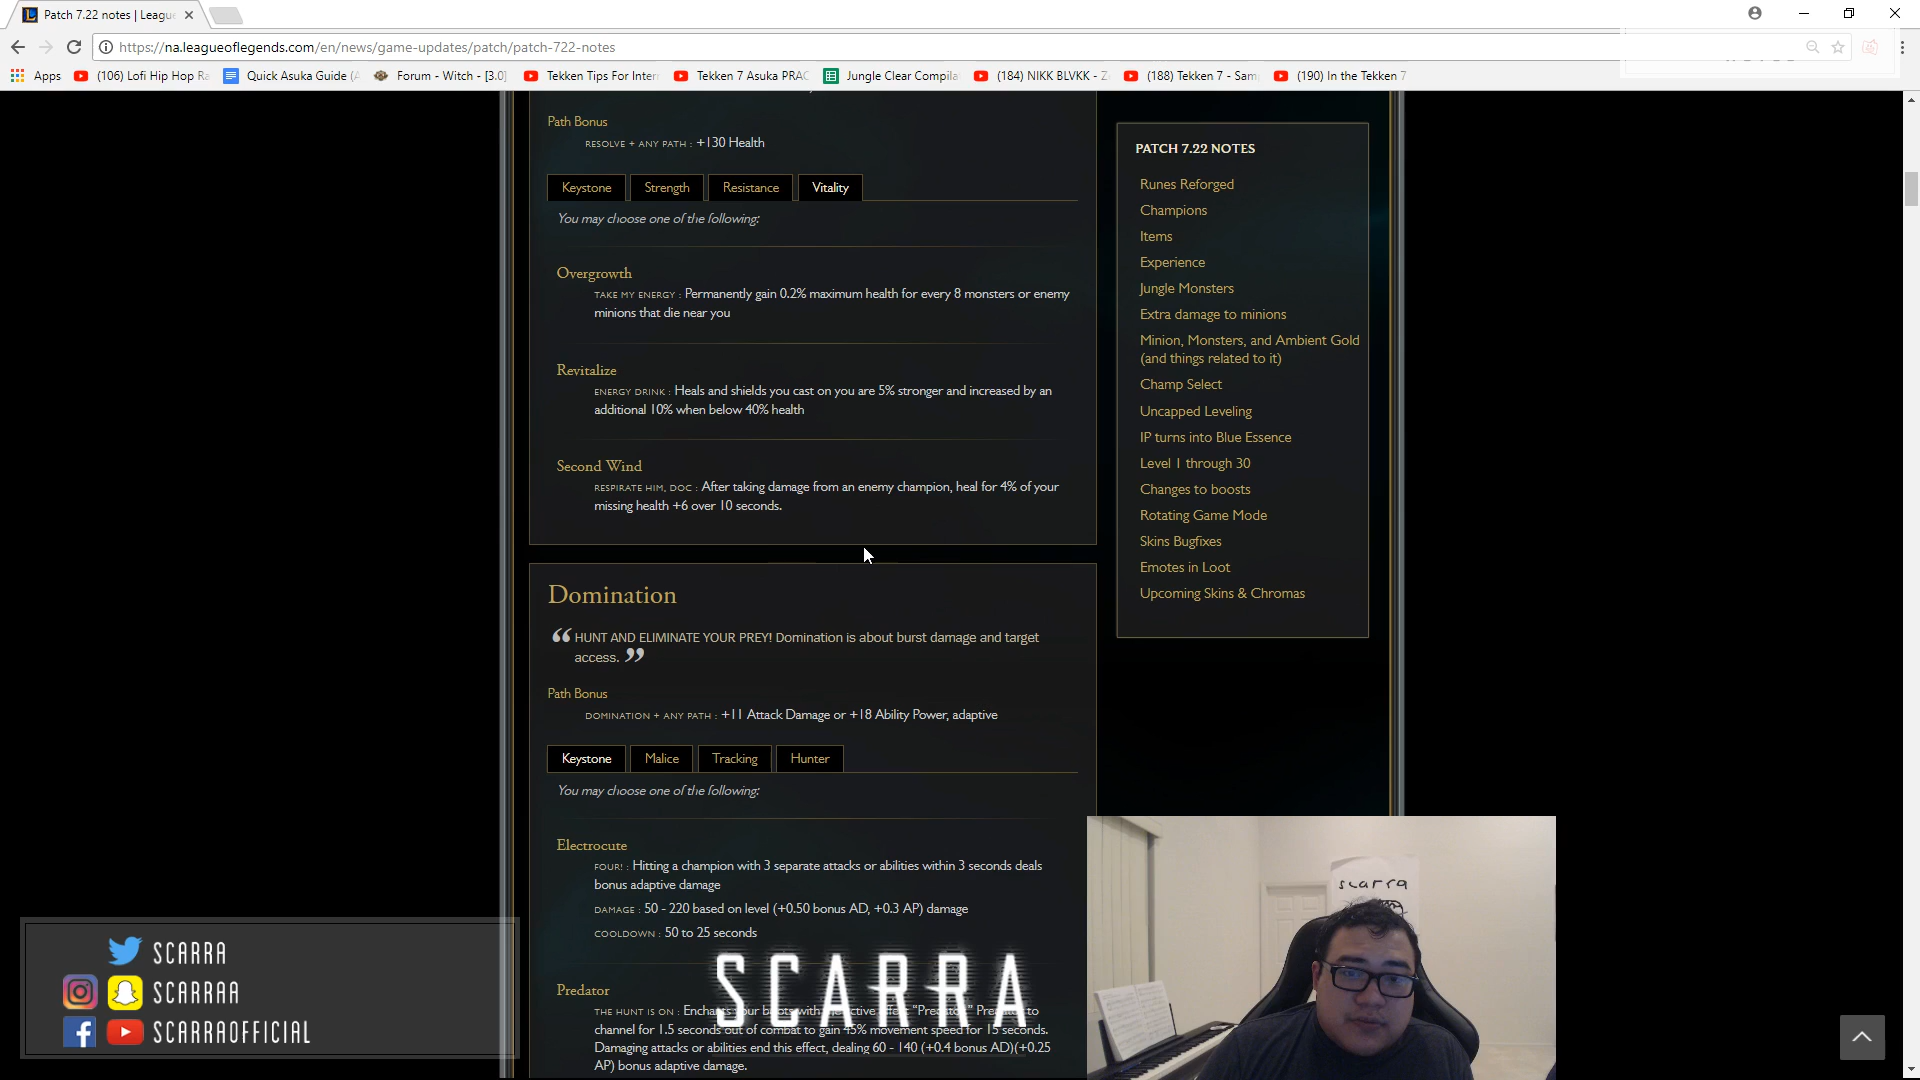 Patch 7.22 notes | Leagu
https://na.leagueoflegends.com/en/news/game-updates/patch/patch-722-notes
Apps
(106) Lofi Hip Hop Ra
Quick Asuka Guide (A
Forum - Witch - [3.0]
Tekken Tips For Inter
Tekken 7 Asuka PRAC
Jungle Clear Compila
(184) NIKK BLVKK - Z
(188) Tekken 7 - Sam
(190) In the Tekken 7
Path Bonus
RESOLVE + ANY PATH : +130 Health
Keystone Strength Resistance Vitality
You may choose one of the following:
Overgrowth
TAKE MY ENERGY : Permanently gain 0.2% maximum health for every 8 monsters or enemy
minions that die near you
Revitalize
ENERGY DRINK : Heals and shields you cast on you are 5% stronger and increased by an
additional 10% when below 40% health
Second Wind
RESPIRATE HIM, DOC : After taking damage from an enemy champion, heal for 4% of your
missing health +6 over 10 seconds.
Domination
“ HUNT AND ELIMINATE YOUR PREY! Domination is about burst damage and target
access. ”
Path Bonus
DOMINATION + ANY PATH : +11 Attack Damage or +18 Ability Power, adaptive
Keystone Malice Tracking Hunter
You may choose one of the following:
Electrocute
FOUR! : Hitting a champion with 3 separate attacks or abilities within 3 seconds deals
bonus adaptive damage
DAMAGE : 50 - 220 based on level (+0.50 bonus AD, +0.3 AP) damage
COOLDOWN : 50 to 25 seconds
Predator
THE HUNT IS ON : Enchants your boots with active effect "Predator." to
channel for 1.5 seconds out of combat to gain 45% movement speed for 15 seconds.
Damaging attacks or abilities end this effect, dealing 60 - 140 (+0.4 bonus AD)(+0.25
AP) bonus adaptive damage.
PATCH 7.22 NOTES
Runes Reforged
Champions
Items
Experience
Jungle Monsters
Extra damage to minions
Minion, Monsters, and Ambient Gold
(and things related to it)
Champ Select
Uncapped Leveling
IP turns into Blue Essence
Level 1 through 30
Changes to boosts
Rotating Game Mode
Skins Bugfixes
Emotes in Loot
Upcoming Skins & Chromas
SCARRA
SCARRAA
SCARRAOFFICIAL
SCARRA
scarra